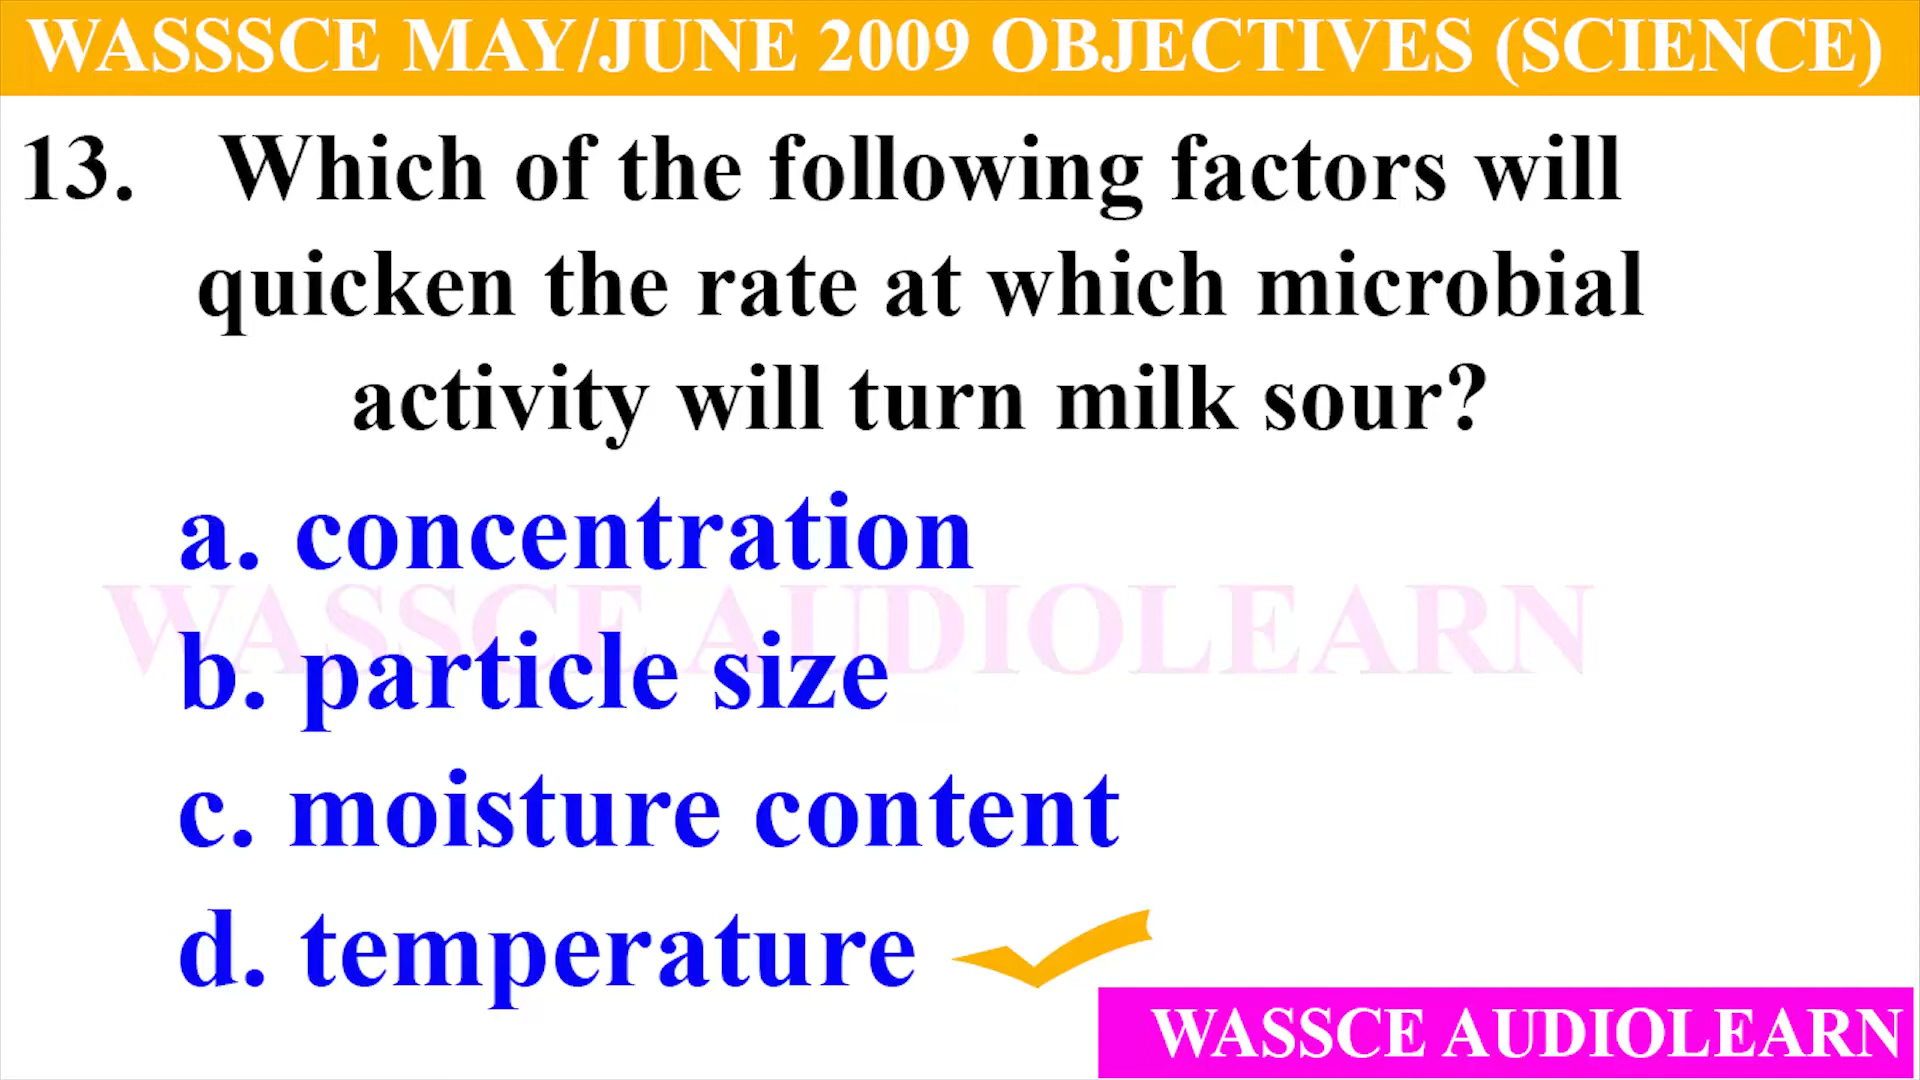 WASSSCE MAY/JUNE 2009 OBJECTIVES (SCIENCE)
13. Which of the following factors will
quicken the rate at which microbial
activity will turn milk sour?
a. concentration
WASSCE AUDIOLEARN
b. particle size
c. moisture content
d. temperature
WASSCE AUDIOLEARN